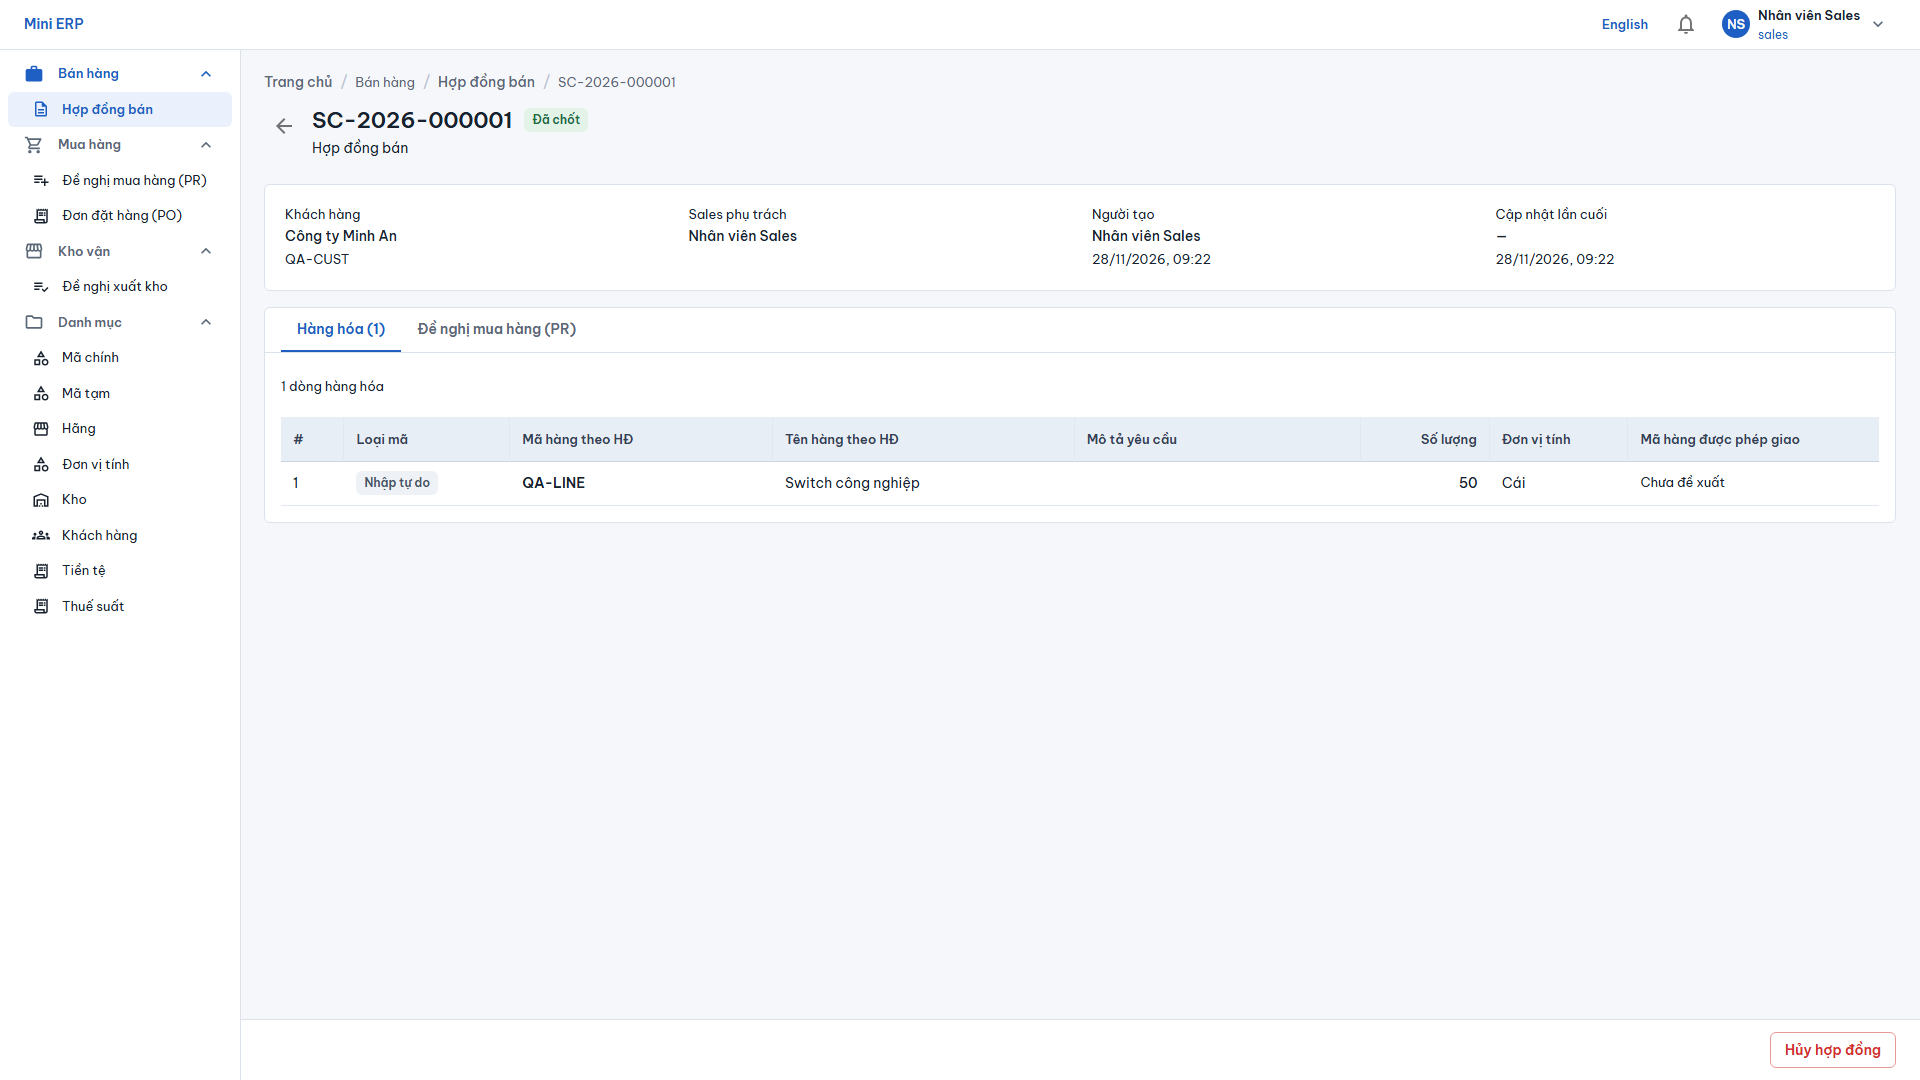 Mini ERP
English
NS
Nhân viên Sales
sales
Bán hàng
Hợp đồng bán
Mua hàng
Đề nghị mua hàng (PR)
Đơn đặt hàng (PO)
Kho vận
Đề nghị xuất kho
Danh mục
Mã chính
Mã tạm
Hãng
Đơn vị tính
Kho
Khách hàng
Tiền tệ
Thuế suất
Trang chủ / Bán hàng / Hợp đồng bán / SC-2026-000001
SC-2026-000001 Đã chốt
Hợp đồng bán
Khách hàng
Công ty Minh An
QA-CUST
Sales phụ trách
Nhân viên Sales
Người tạo
Nhân viên Sales
28/11/2026, 09:22
Cập nhật lần cuối
—
28/11/2026, 09:22
Hàng hóa (1) Đề nghị mua hàng (PR)
1 dòng hàng hóa
# Loại mã Mã hàng theo HĐ Tên hàng theo HĐ Mô tả yêu cầu Số lượng Đơn vị tính Mã hàng được phép giao
1 Nhập tự do QA-LINE Switch công nghiệp 50 Cái Chưa đề xuất
Hủy hợp đồng